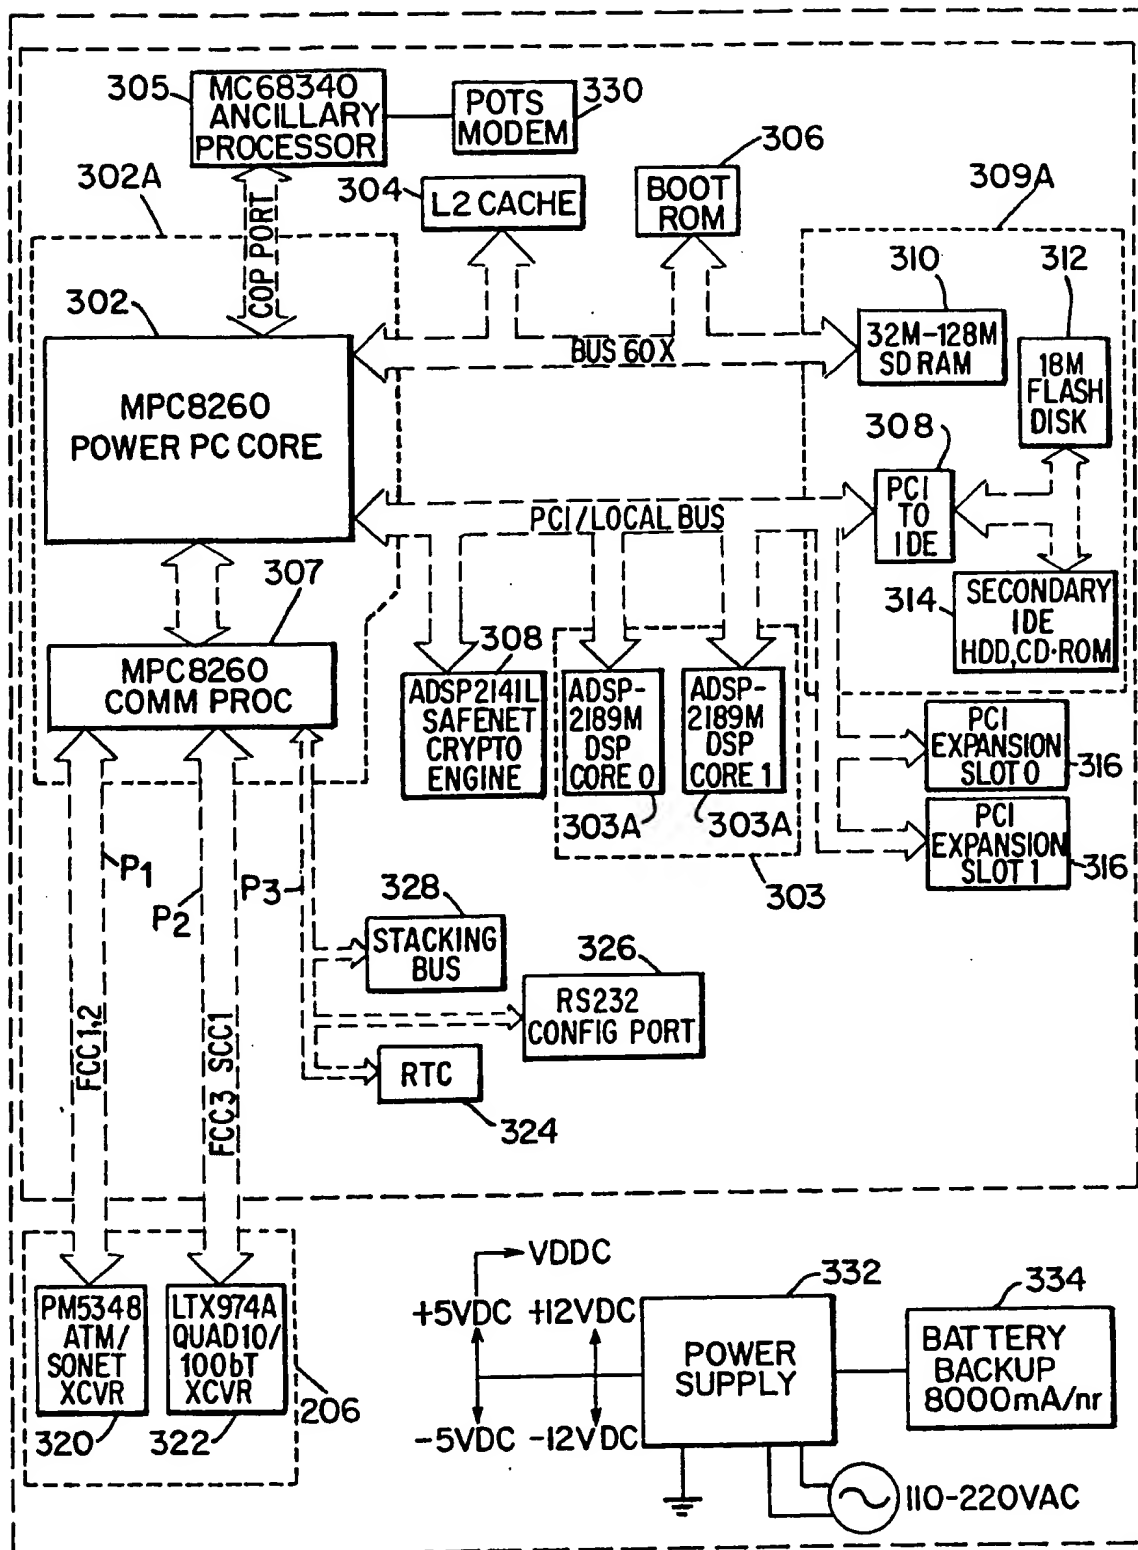 305
MC68340
ANCILLARY
PROCESSOR
POTS
MODEM
330
302A
304
L2 CACHE
306
BOOT
ROM
309A
COP PORT
302
MPC8260
POWER PC CORE
BUS 60X
310
32M-128M
SDRAM
312
18M
FLASH
DISK
308
PCI
TO
IDE
PCI/LOCAL BUS
314
SECONDARY
IDE
HDD,CD-ROM
307
MPC8260
COMM PROC
308
ADSP2141L
SAFENET
CRYPTO
ENGINE
ADSP-
2189M
DSP
CORE 0
303A
ADSP-
2189M
DSP
CORE 1
303A
303
PCI
EXPANSION
SLOT 0
316
PCI
EXPANSION
SLOT 1
316
P1
P2
P3
328
STACKING
BUS
326
RS232
CONFIG PORT
RTC
324
FCC1,2
FCC3 SCC1
PM5348
ATM/
SONET
XCVR
320
LTX974A
QUAD10/
100bT
XCVR
322
206
VDDC
+5VDC
+12VDC
-5VDC
-12VDC
332
POWER
SUPPLY
334
BATTERY
BACKUP
8000mA/nr
110-220VAC